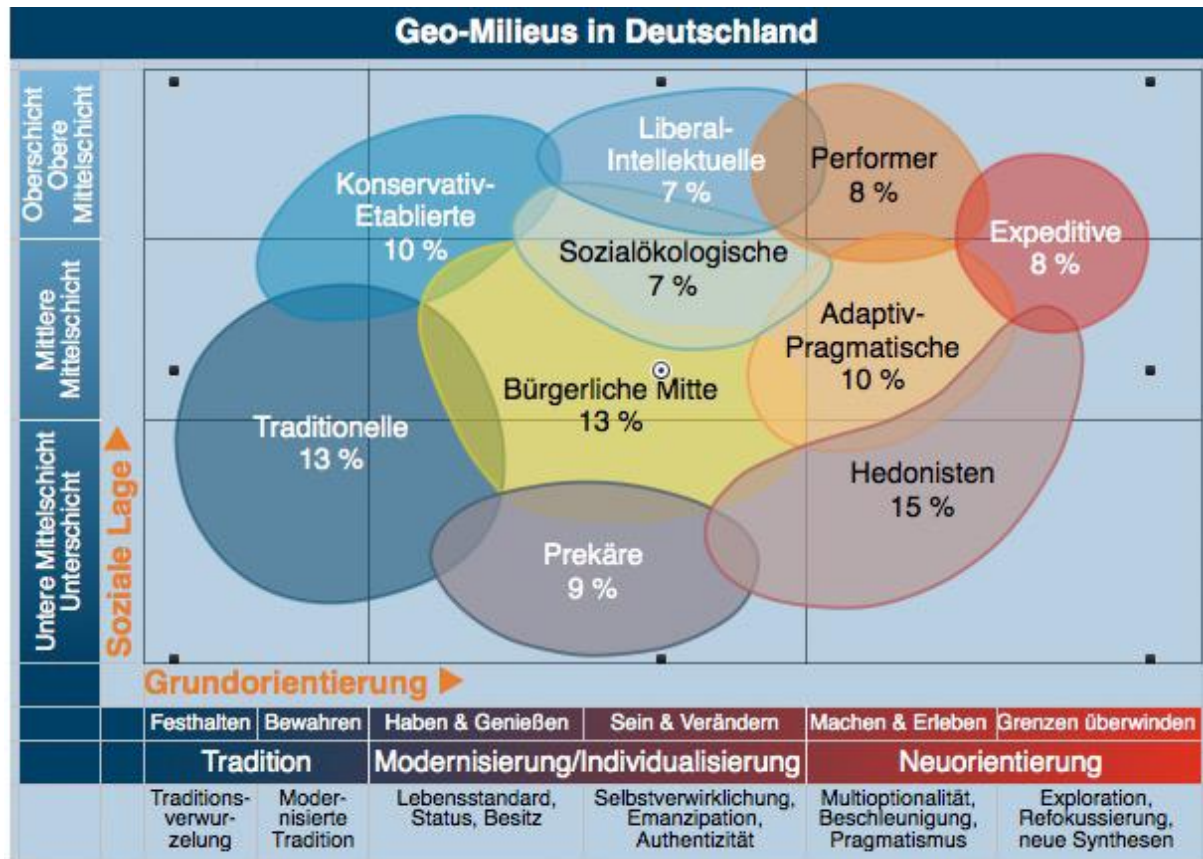 Geo-Milieus in Deutschland
Oberschicht
Obere
Mittelschicht
Mittlere
Mittelschicht
Untere Mittelschicht
Unterschicht
Soziale Lage
Liberal-
Intellektuelle
7 %
Performer
8 %
Konservativ-
Etablierte
10 %
Expeditive
8 %
Sozialökologische
7 %
Adaptiv-
Pragmatische
10 %
Bürgerliche Mitte
13 %
Traditionelle
13 %
Hedonisten
15 %
Prekäre
9 %
Grundorientierung
Festhalten
Bewahren
Haben & Genießen
Sein & Verändern
Machen & Erleben
Grenzen überwinden
Tradition
Modernisierung/Individualisierung
Neuorientierung
Traditions-
verwur-
zelung
Moder-
nisierte
Tradition
Lebensstandard,
Status, Besitz
Selbstverwirklichung,
Emanzipation,
Authentizität
Multioptionalität,
Beschleunigung,
Pragmatismus
Exploration,
Refokussierung,
neue Synthesen